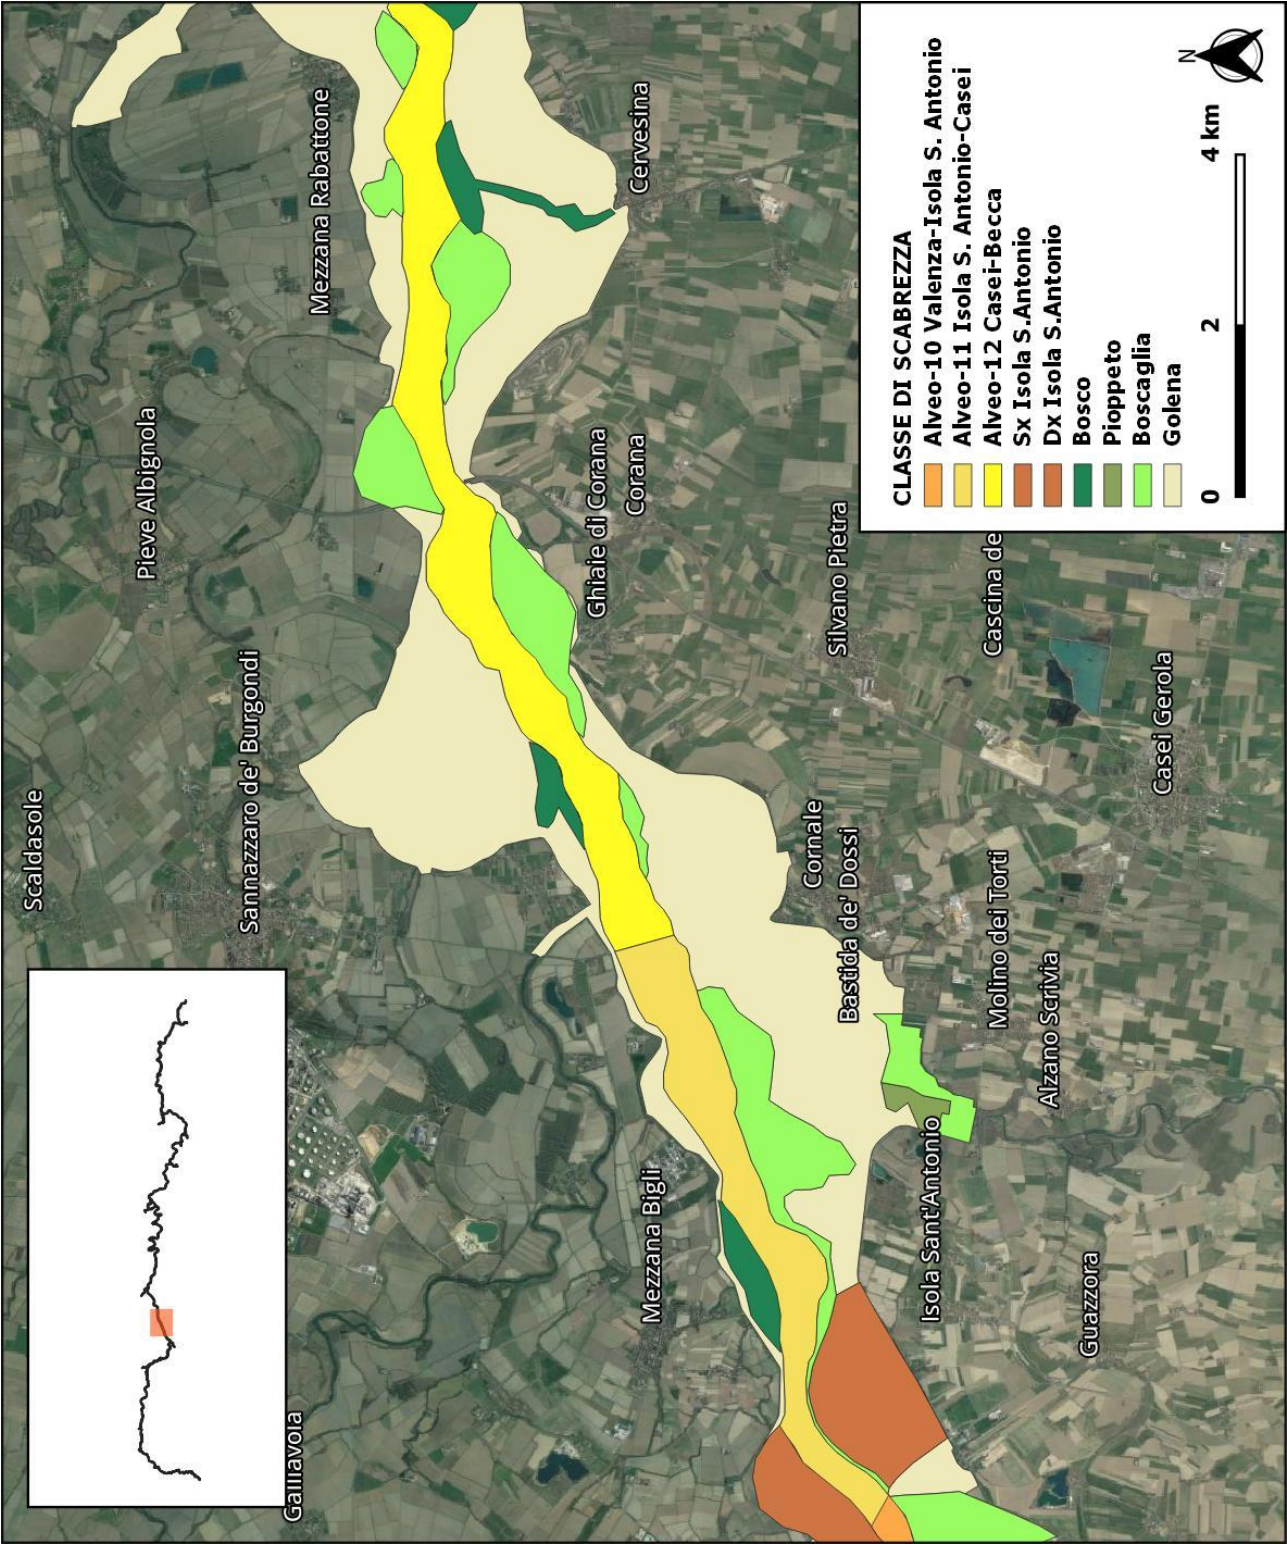 Scaldasole
Pieve Albignola
Mezzana Rabattone
Sannazzaro de' Burgondi
Galliavola
Cervesina
Ghiaie di Corana
Corana
Mezzana Bigli
Cornale
Bastida de' Dossi
Silvano Pietra
Cascina de
Isola Sant'Antonio
Molino dei Torti
Alzano Scrivia
Casei Gerola
Guazzora
CLASSE DI SCABREZZA
Alveo-10 Valenza-Isola S. Antonio
Alveo-11 Isola S. Antonio-Casei
Alveo-12 Casei-Becca
Sx Isola S.Antonio
Dx Isola S.Antonio
Bosco
Pioppeto
Boscaglia
Golena
N
0 2 4 km